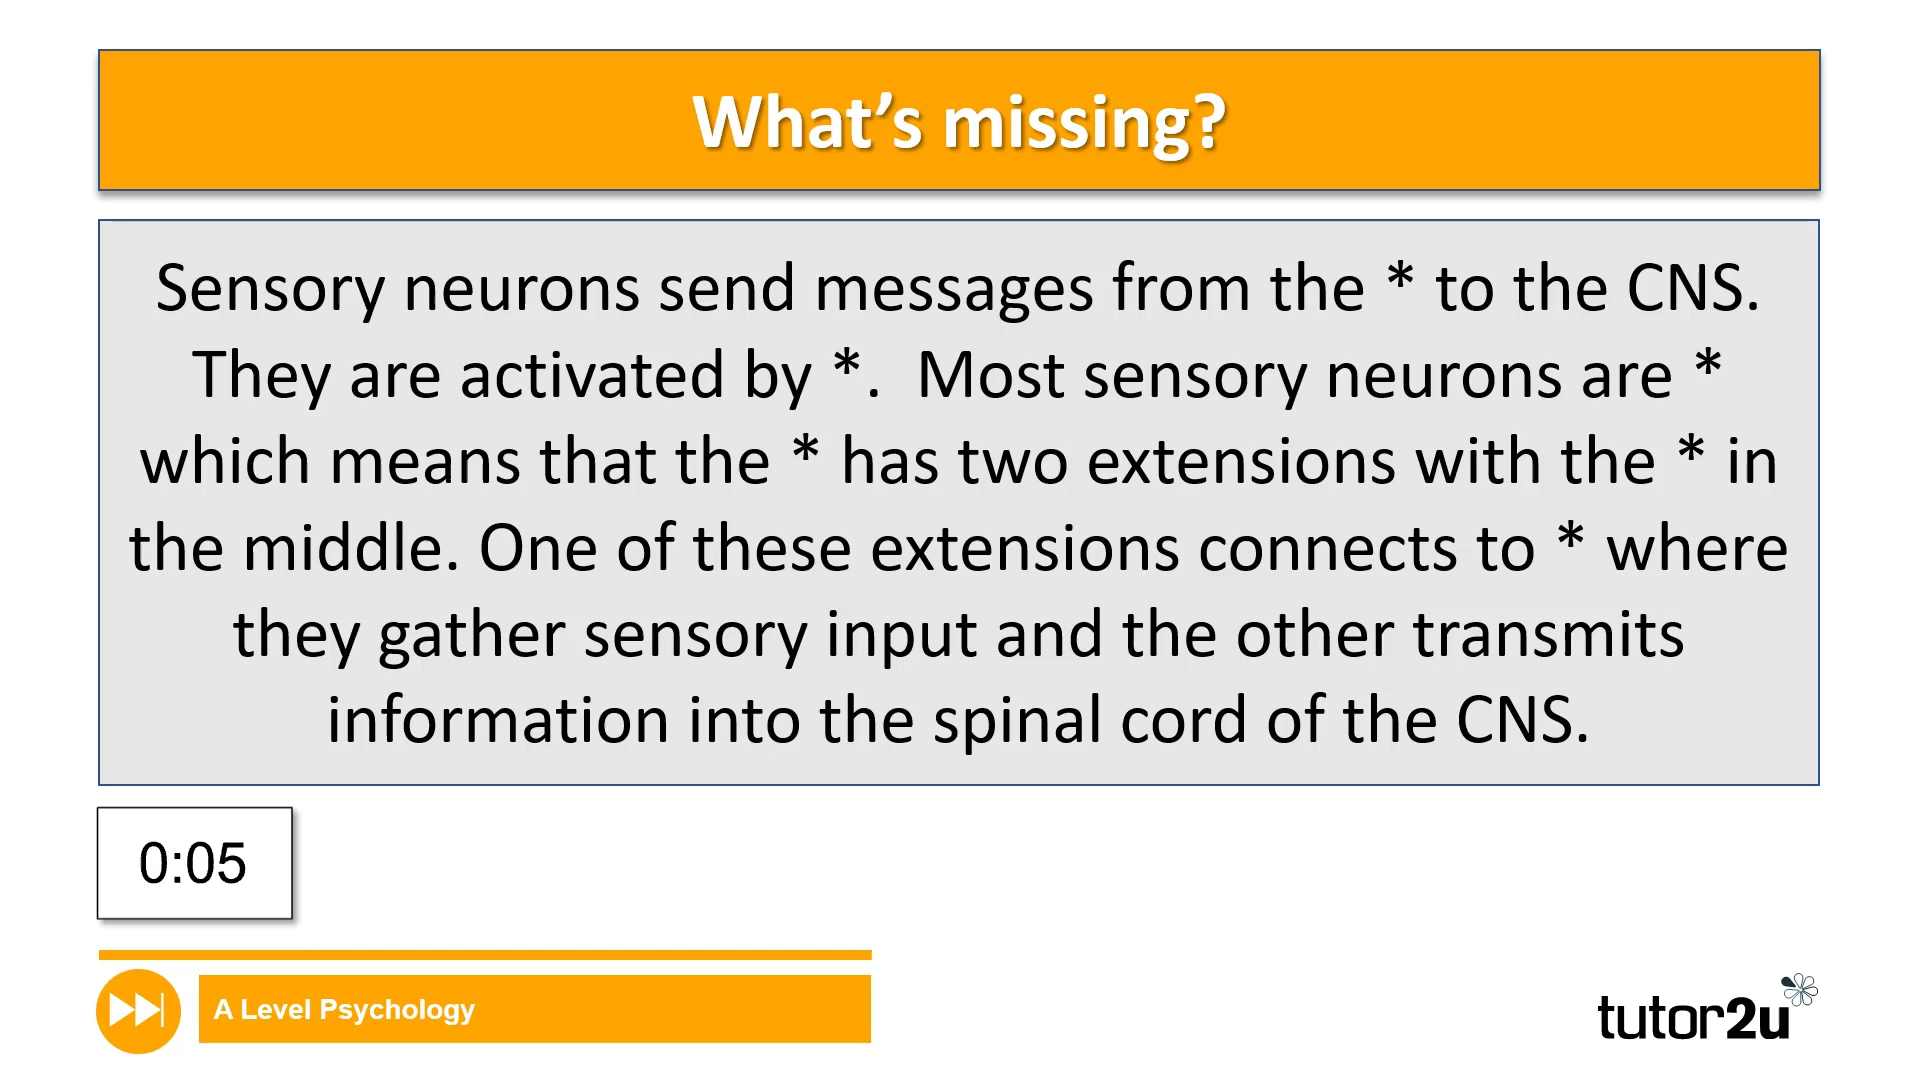 What’s missing?
Sensory neurons send messages from the * to the CNS.
They are activated by *.  Most sensory neurons are *
which means that the * has two extensions with the * in
the middle. One of these extensions connects to * where
they gather sensory input and the other transmits
information into the spinal cord of the CNS.
0:05
A Level Psychology
tutor2u